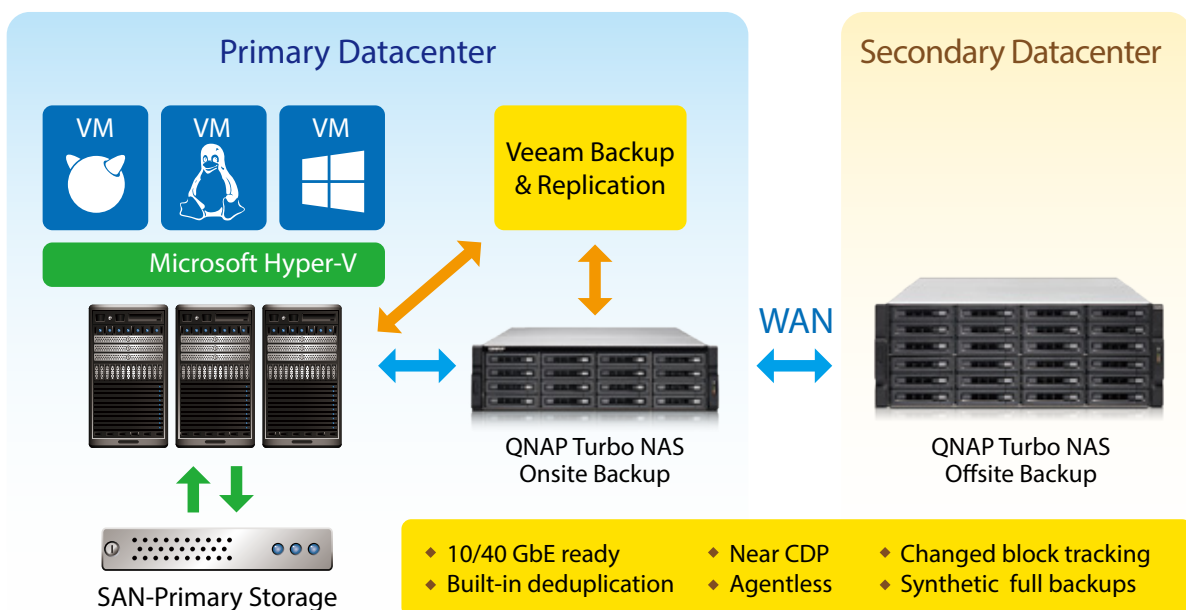 Primary Datacenter
Secondary Datacenter
VM
VM
VM
Veeam Backup
& Replication
Microsoft Hyper-V
WAN
QNAP
QNAP Turbo NAS
Onsite Backup
QNAP Turbo NAS
Offsite Backup
SAN-Primary Storage
10/40 GbE ready
Built-in deduplication
Near CDP
Agentless
Changed block tracking
Synthetic full backups